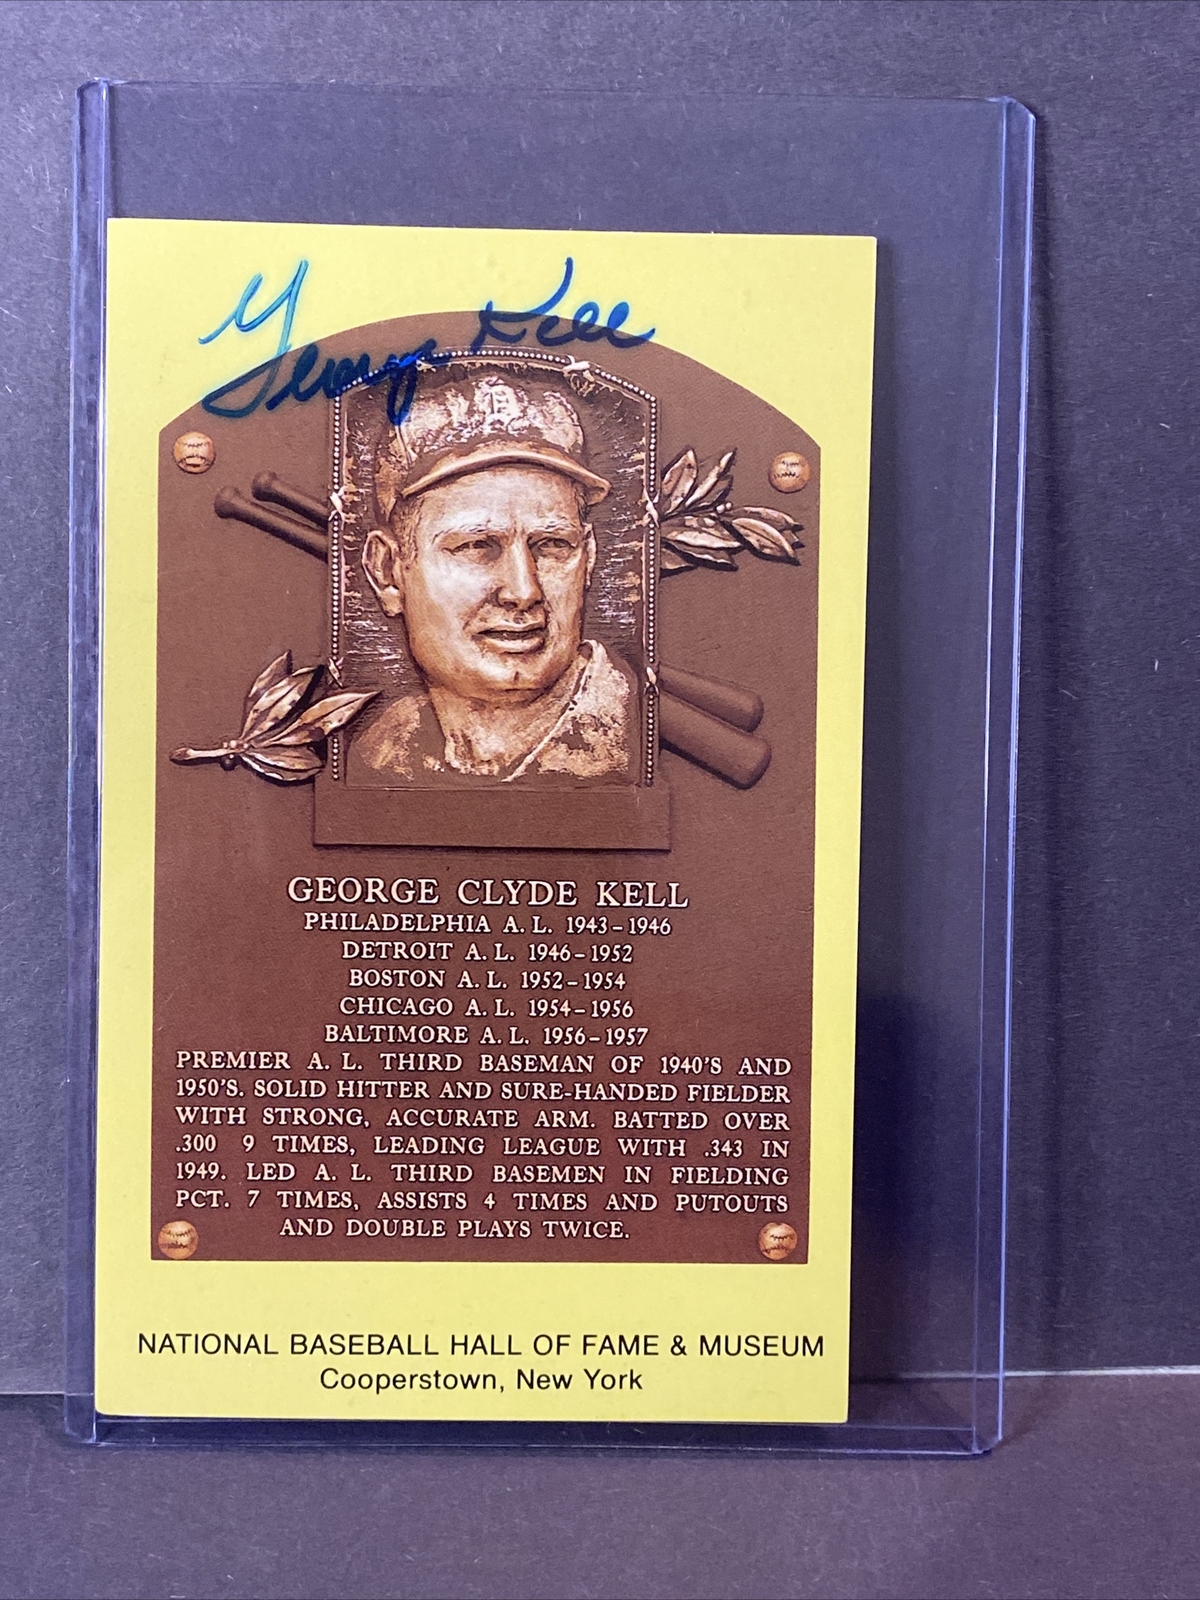 George Kell
D
GEORGE CLYDE KELL
PHILADELPHIA A. L. 1943-1946
DETROIT A. L. 1946-1952
BOSTON A. L. 1952-1954
CHICAGO A. L. 1954-1956
BALTIMORE A. L. 1956-1957
PREMIER A. L. THIRD BASEMAN OF 1940'S AND
1950'S. SOLID HITTER AND SURE-HANDED FIELDER
WITH STRONG, ACCURATE ARM. BATTED OVER
.300 9 TIMES, LEADING LEAGUE WITH .343 IN
1949. LED A. L. THIRD BASEMEN IN FIELDING
PCT. 7 TIMES, ASSISTS 4 TIMES AND PUTOUTS
AND DOUBLE PLAYS TWICE.
NATIONAL BASEBALL HALL OF FAME & MUSEUM
Cooperstown, New York